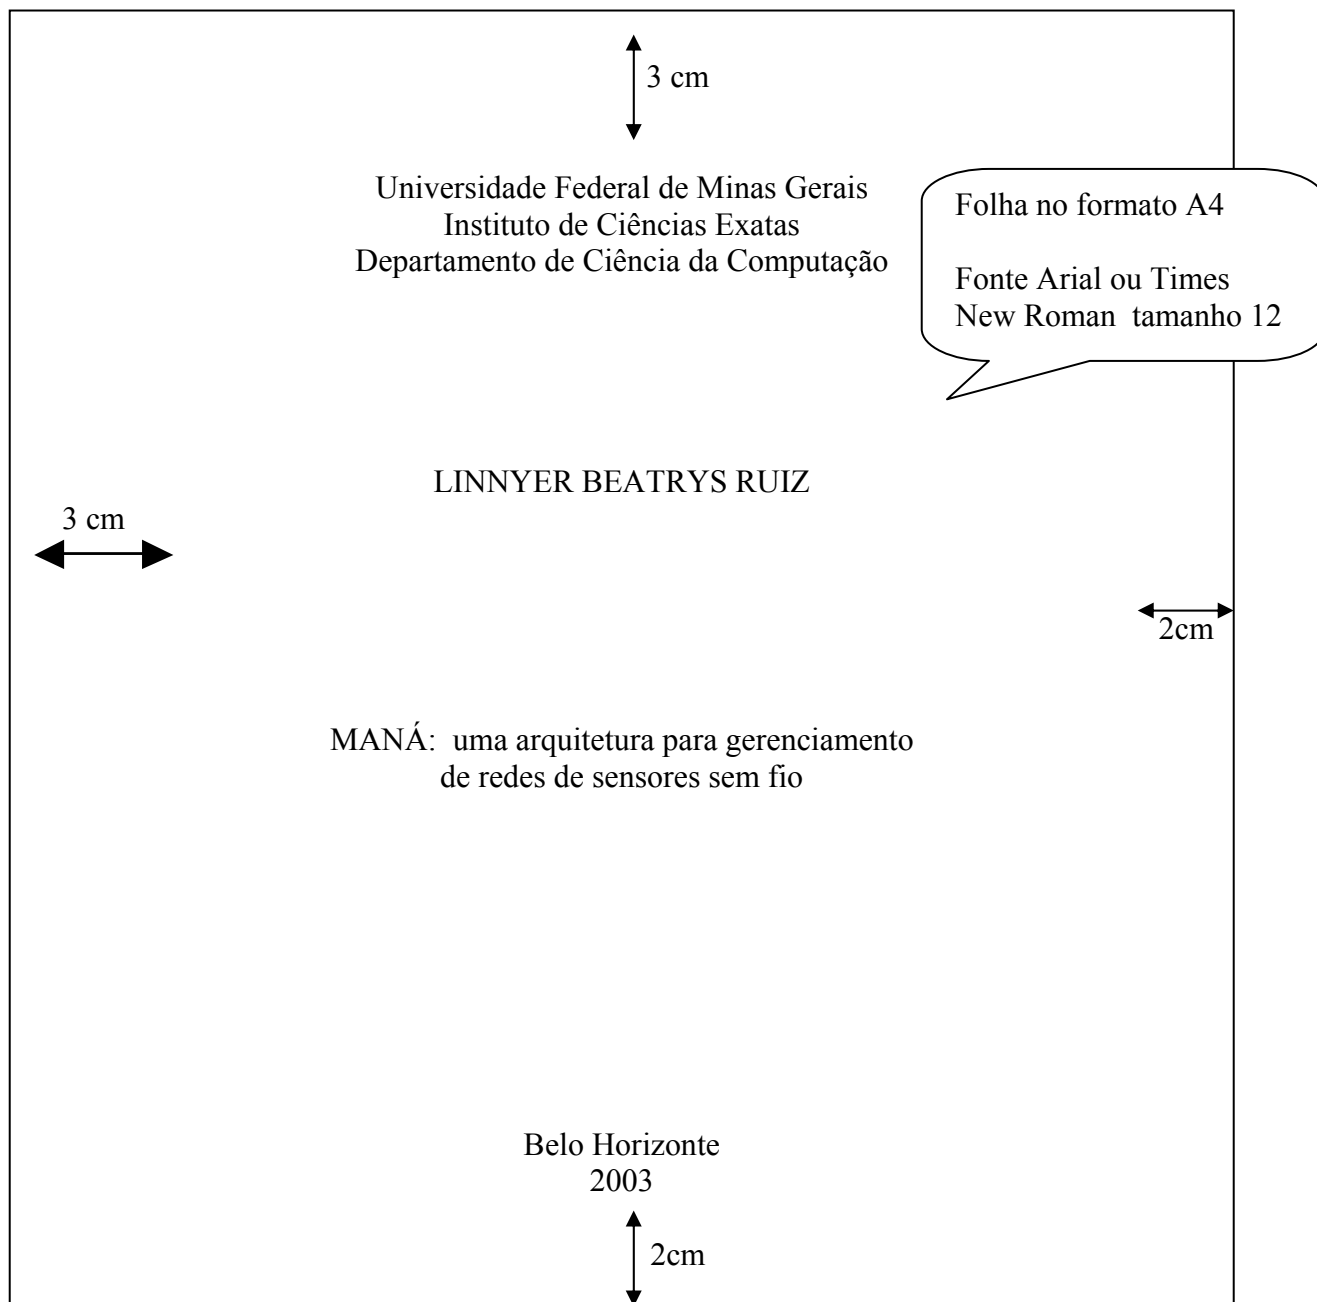 3 cm
Universidade Federal de Minas Gerais
Instituto de Ciências Exatas
Departamento de Ciência da Computação
Folha no formato A4
Fonte Arial ou Times
New Roman  tamanho 12
LINNYER BEATRYS RUIZ
3 cm
2cm
MANÁ:  uma arquitetura para gerenciamento
de redes de sensores sem fio
Belo Horizonte
2003
2cm